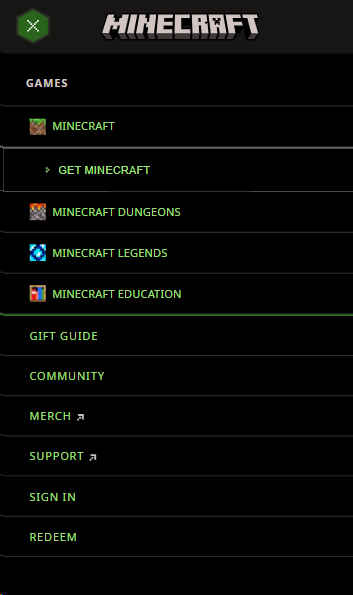 MINECRAFT
GAMES
MINECRAFT
GET MINECRAFT
MINECRAFT DUNGEONS
MINECRAFT LEGENDS
MINECRAFT EDUCATION
GIFT GUIDE
COMMUNITY
MERCH
SUPPORT
SIGN IN
REDEEM